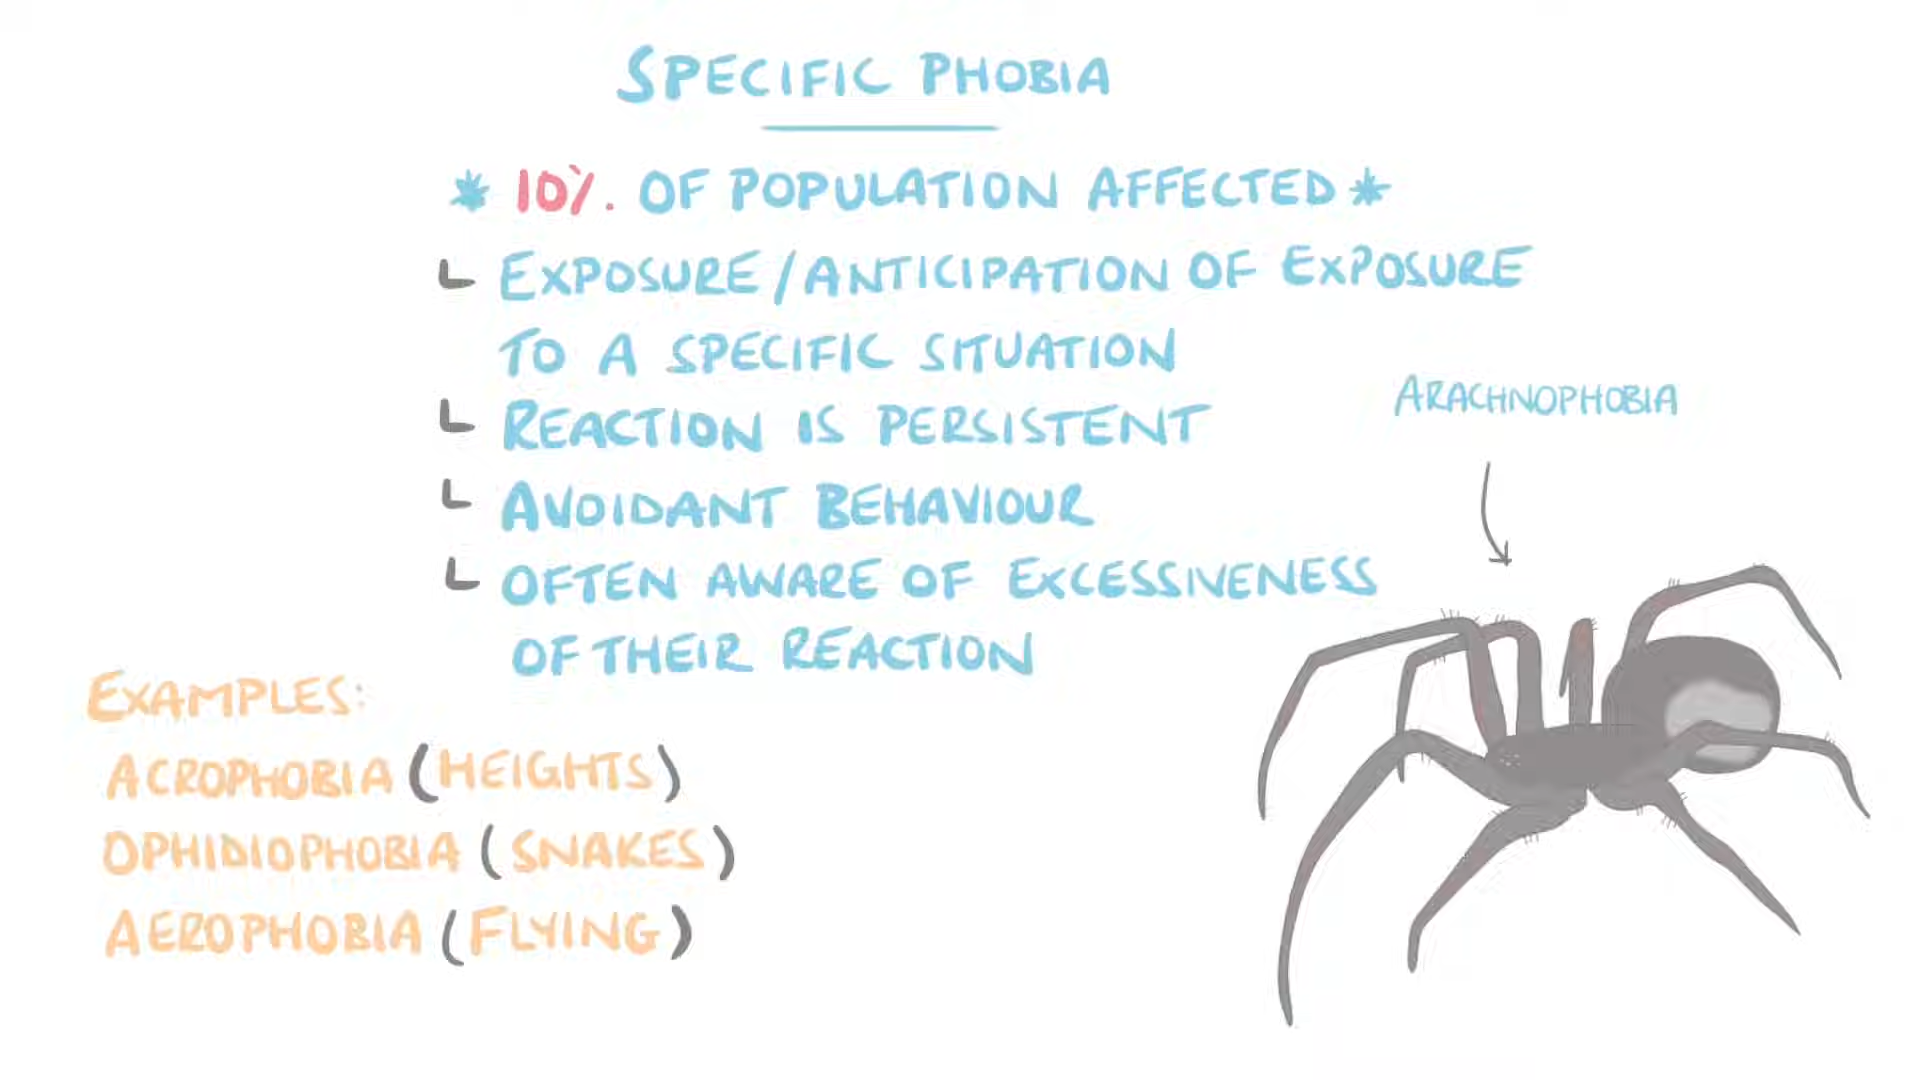 SPECIFIC PHOBIA
* 10%. OF POPULATION AFFECTED *
EXPOSURE/ANTICIPATION OF EXPOSURE
TO A SPECIFIC SITUATION
REACTION IS PERSISTENT
AVOIDANT BEHAVIOUR
OFTEN AWARE OF EXCESSIVENESS
OF THEIR REACTION
ARACHNOPHOBIA
EXAMPLES:
ACROPHOBIA (HEIGHTS)
OPHIDIOPHOBIA (SNAKES)
AEROPHOBIA (FLYING)